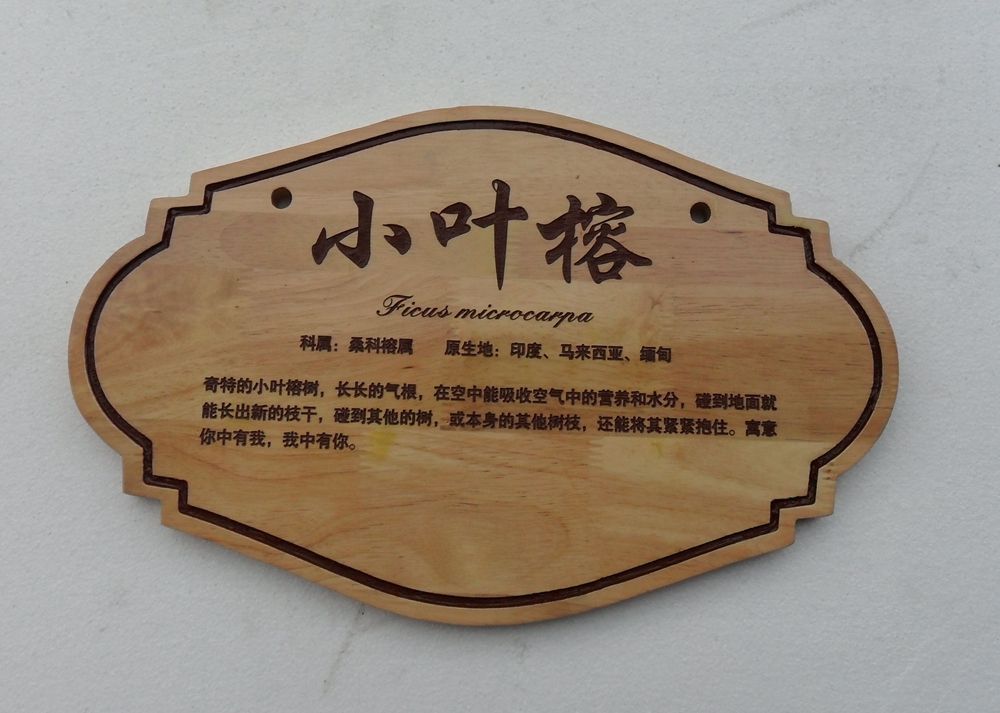 小叶榕
Ficus microcarpa
科属：桑科榕属 原生地：印度、马来西亚、缅甸
奇特的小叶榕树，长长的气根，在空中能吸收空气中的营养和水分，碰到地面就
能长出新的枝干，碰到其他的树，或本身的其他树枝，还能将其紧紧抱住。寓意
你中有我，我中有你。